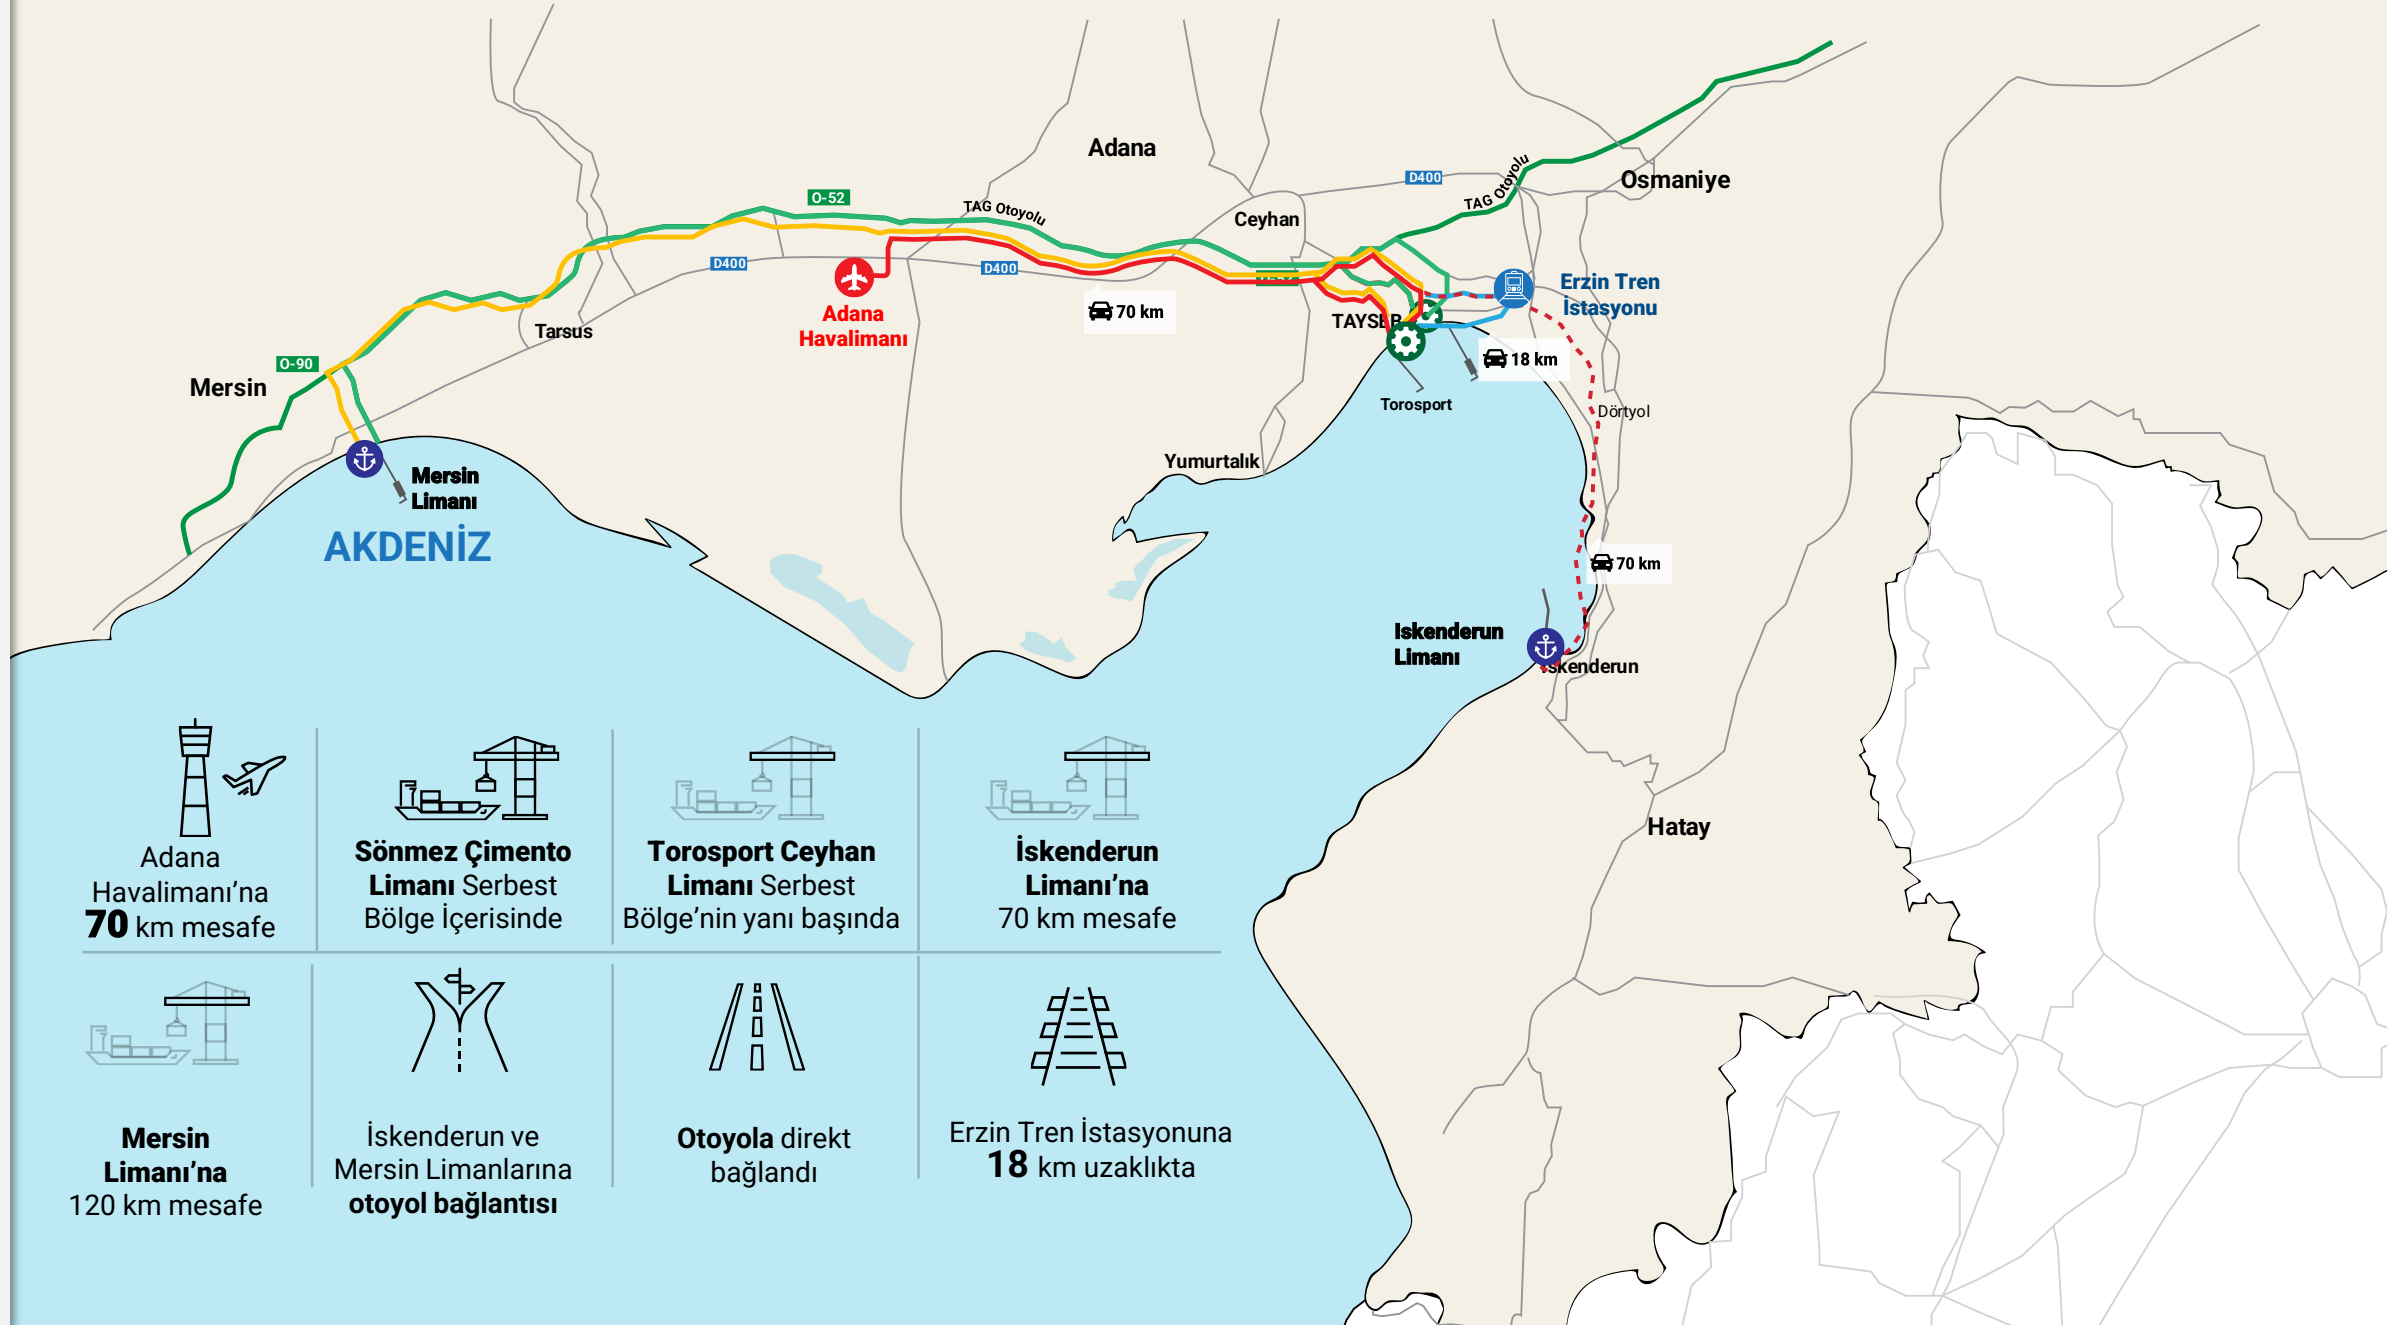 Adana
D400
TAG Otoyolu
Osmaniye
O-52
TAG Otoyolu
Ceyhan
D400
D400
Erzin Tren
İstasyonu
Adana
Havalimanı
70 km
TAYSEB
Tarsus
O-90
18 km
Mersin
Torosport
Dörtyol
Yumurtalık
Mersin
Limanı
AKDENİZ
70 km
Iskenderun
Limanı
İskenderun
Hatay
Adana
Havalimanı’na
70 km mesafe
Sönmez Çimento
Limanı Serbest
Bölge İçerisinde
Torosport Ceyhan
Limanı Serbest
Bölge’nin yanı başında
İskenderun
Limanı’na
70 km mesafe
Mersin
Limanı’na
120 km mesafe
İskenderun ve
Mersin Limanlarına
otoyol bağlantısı
Otoyola direkt
bağlandı
Erzin Tren İstasyonuna
18 km uzaklıkta